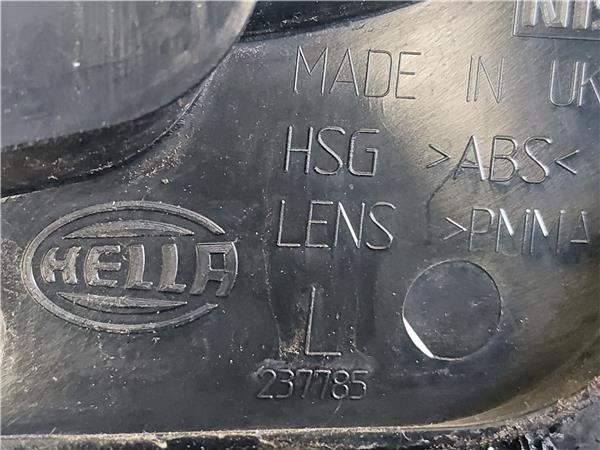 MADE IN UK
HSG >ABS<
LENS >PMMA
HELLA
L
237785